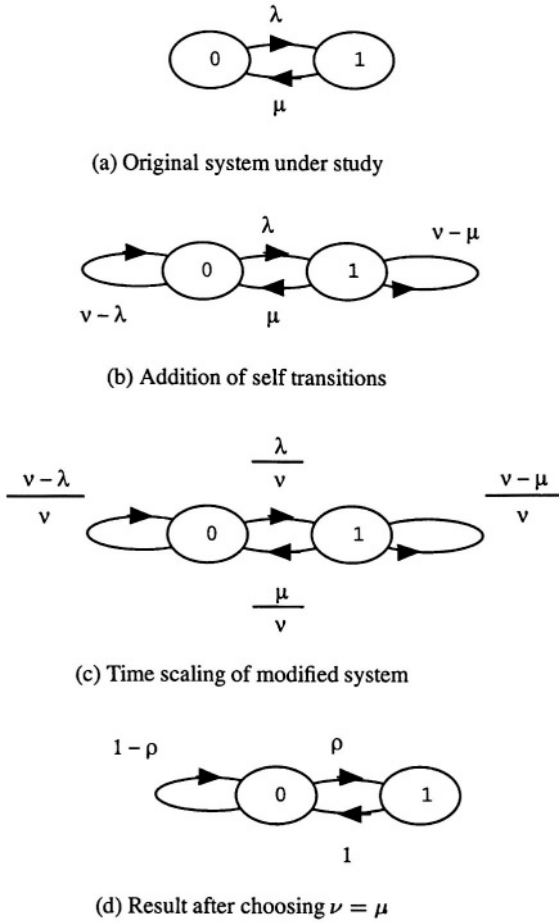 λ
0 1
μ
(a) Original system under study
λ
ν − μ
0 1
ν − λ
μ
(b) Addition of self transitions
λ
ν
ν − λ
ν
ν − μ
ν
0 1
μ
ν
(c) Time scaling of modified system
1 − ρ
ρ
0 1
1
(d) Result after choosing ν = μ